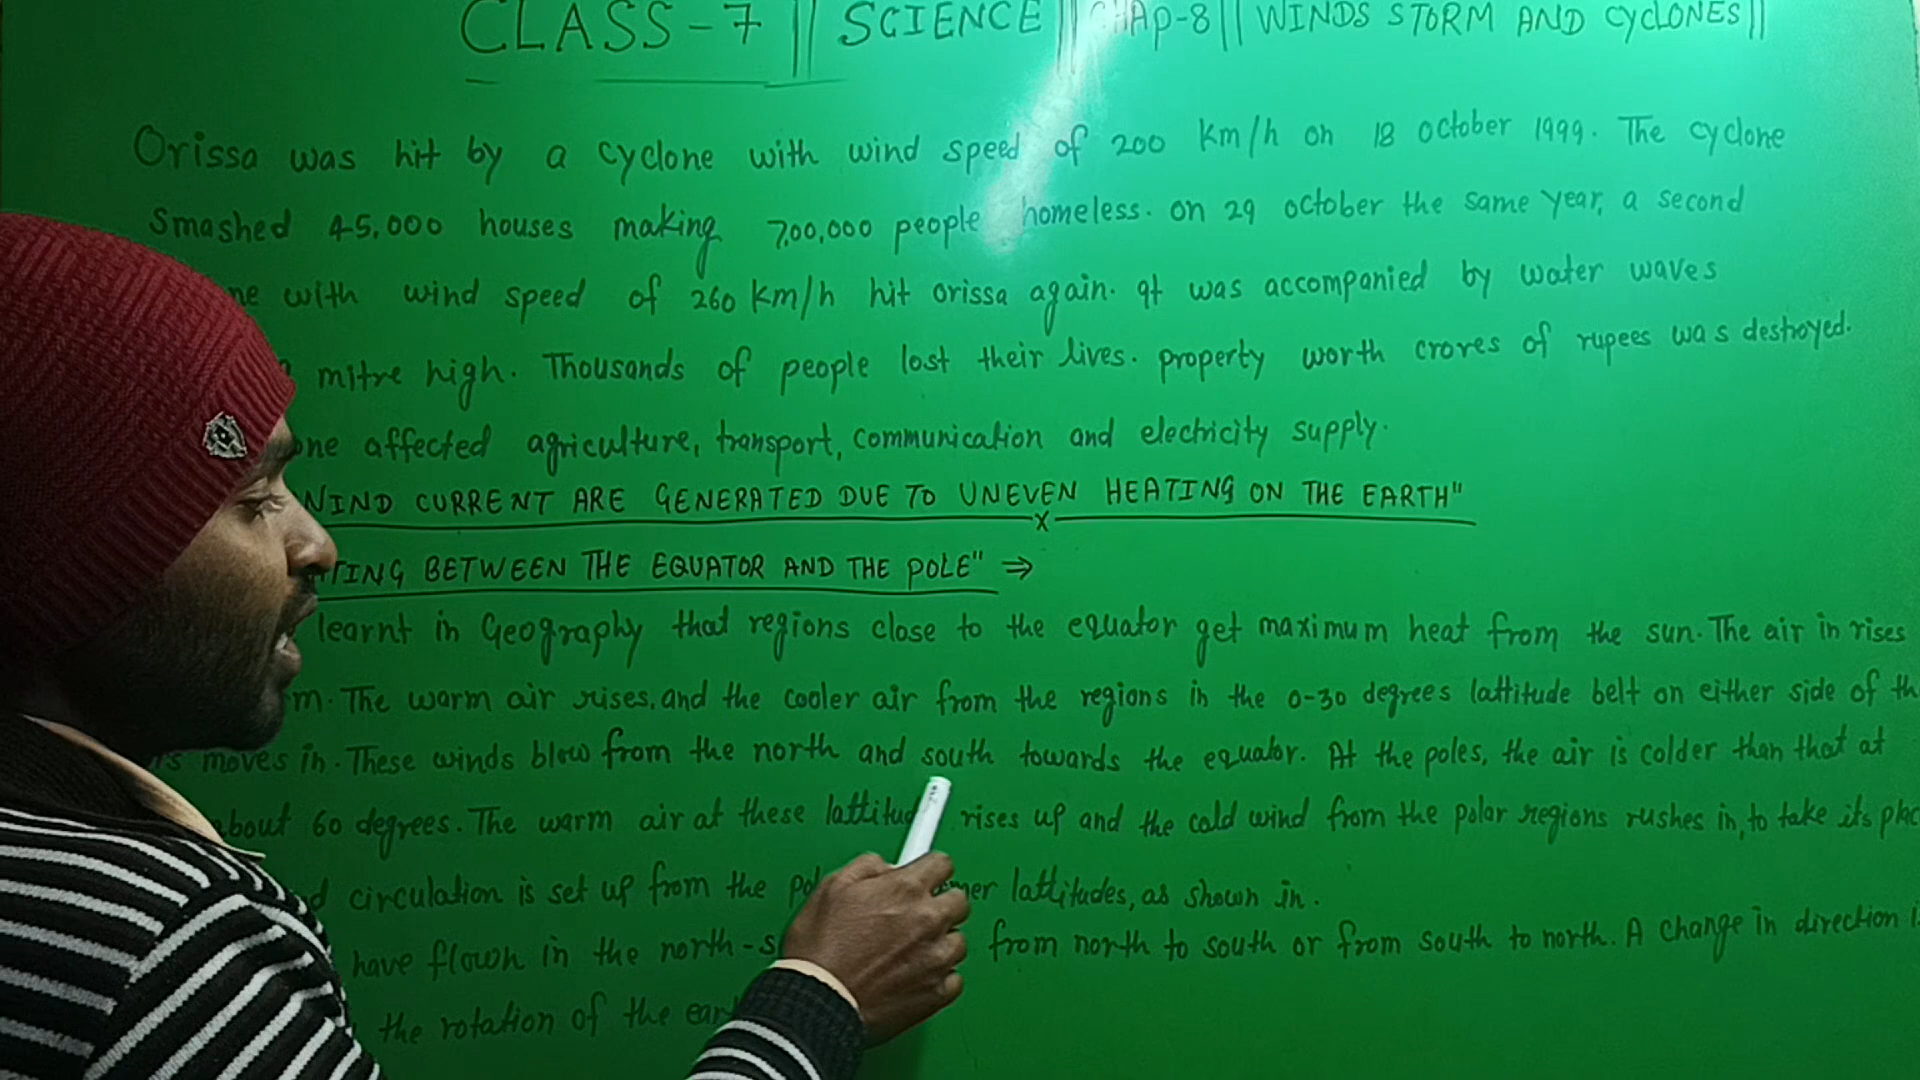 CLASS-7 || SCIENCE || CHAp-8 || WINDS STORM AND CYCLONES ||
Orissa was hit by a cyclone with wind speed of 200 km/h on 18 October 1999. The cyclone
Smashed 45,000 houses making 7,00,000 people homeless. on 29 october the same year, a second
ne with wind speed of 260 km/h hit orissa again. It was accompanied by water waves
mitre high. Thousands of people lost their lives. property worth crores of rupees was destroyed.
one affected agriculture, transport, communication and electricity supply.
WIND CURRENT ARE GENERATED DUE TO UNEVEN HEATING ON THE EARTH"
x
TING BETWEEN THE EQUATOR AND THE POLE" ⇒
learnt in Geography that regions close to the equator get maximum heat from the sun. The air in rises
m. The warm air rises, and the cooler air from the regions in the 0-30 degrees lattitude belt on either side of th
moves in. These winds blow from the north and south towards the equator. At the poles, the air is colder than that at
about 60 degrees. The warm air at these lattitud rises up and the cold wind from the polar regions rushes in, to take its plac
d circulation is set up from the po mer lattitudes, as shown in.
have flown in the north-s from north to south or from south to north. A change in direction i
the rotation of the ear